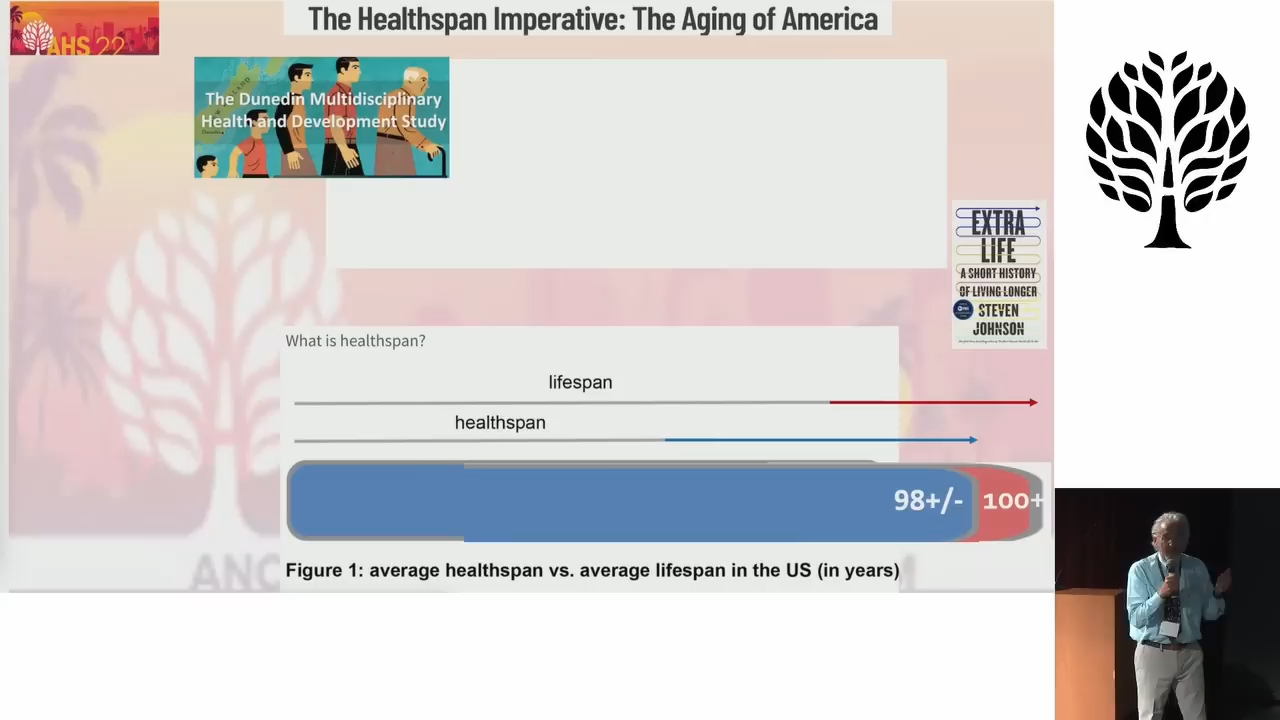 The Healthspan Imperative: The Aging of America
AHS 22
The Dunedin Multidisciplinary
Health and Development Study
EXTRA
LIFE
A SHORT HISTORY
OF LIVING LONGER
STEVEN
JOHNSON
What is healthspan?
lifespan
healthspan
98+/-
100+
Figure 1: average healthspan vs. average lifespan in the US (in years)
ANC